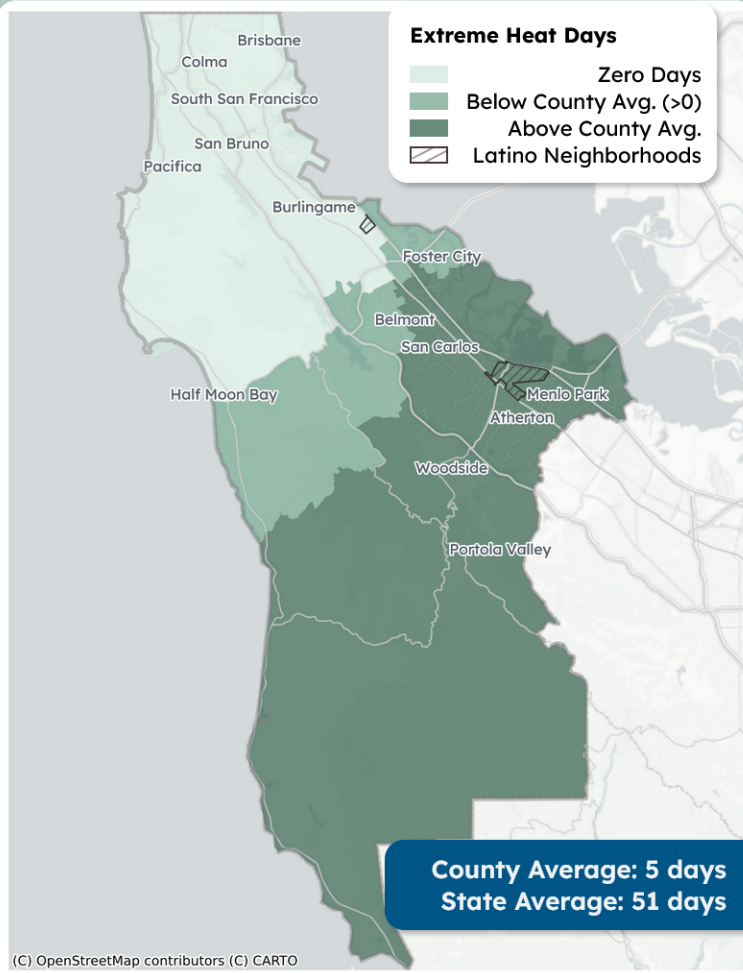 Extreme Heat Days
Zero Days
Below County Avg. (>0)
Above County Avg.
Latino Neighborhoods
Brisbane
Colma
South San Francisco
San Bruno
Pacifica
Burlingame
Foster City
Belmont
San Carlos
Half Moon Bay
Menlo Park
Atherton
Woodside
Portola Valley
County Average: 5 days
State Average: 51 days
(C) OpenStreetMap contributors (C) CARTO